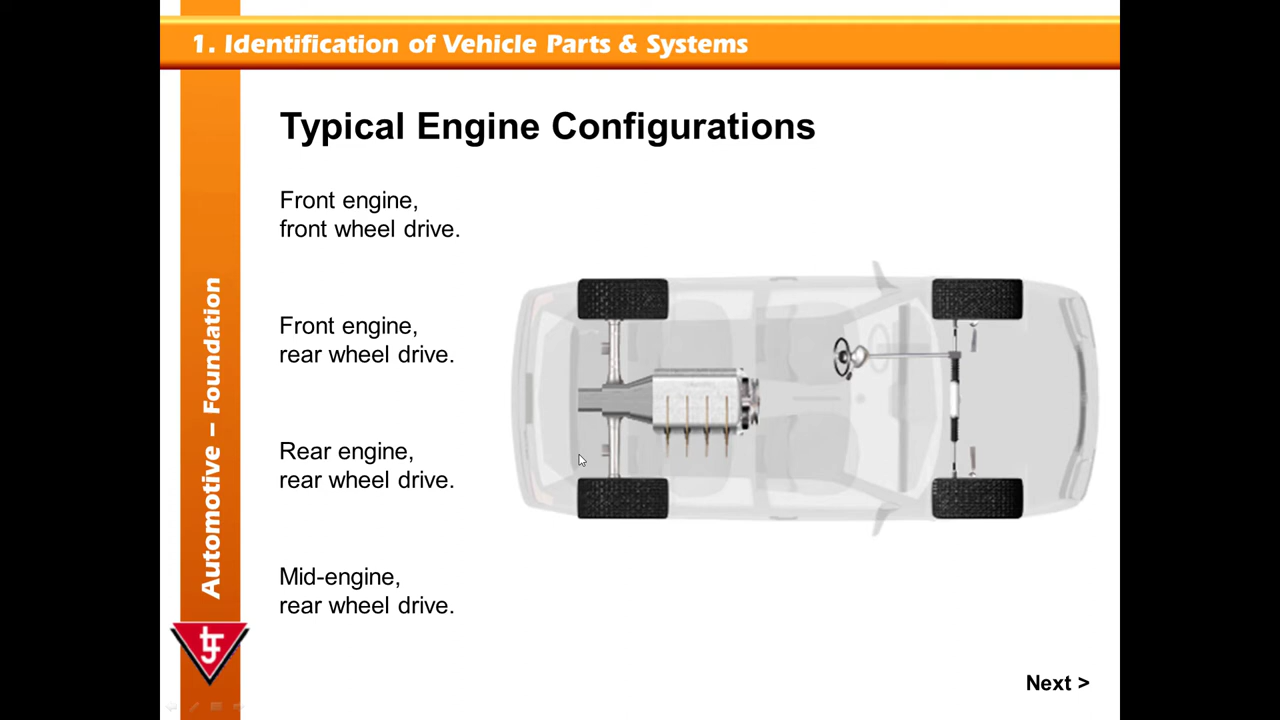 1. Identification of Vehicle Parts & Systems
Typical Engine Configurations
Front engine,
front wheel drive.
Front engine,
rear wheel drive.
Rear engine,
rear wheel drive.
Mid-engine,
rear wheel drive.
Automotive – Foundation
tj
Next >